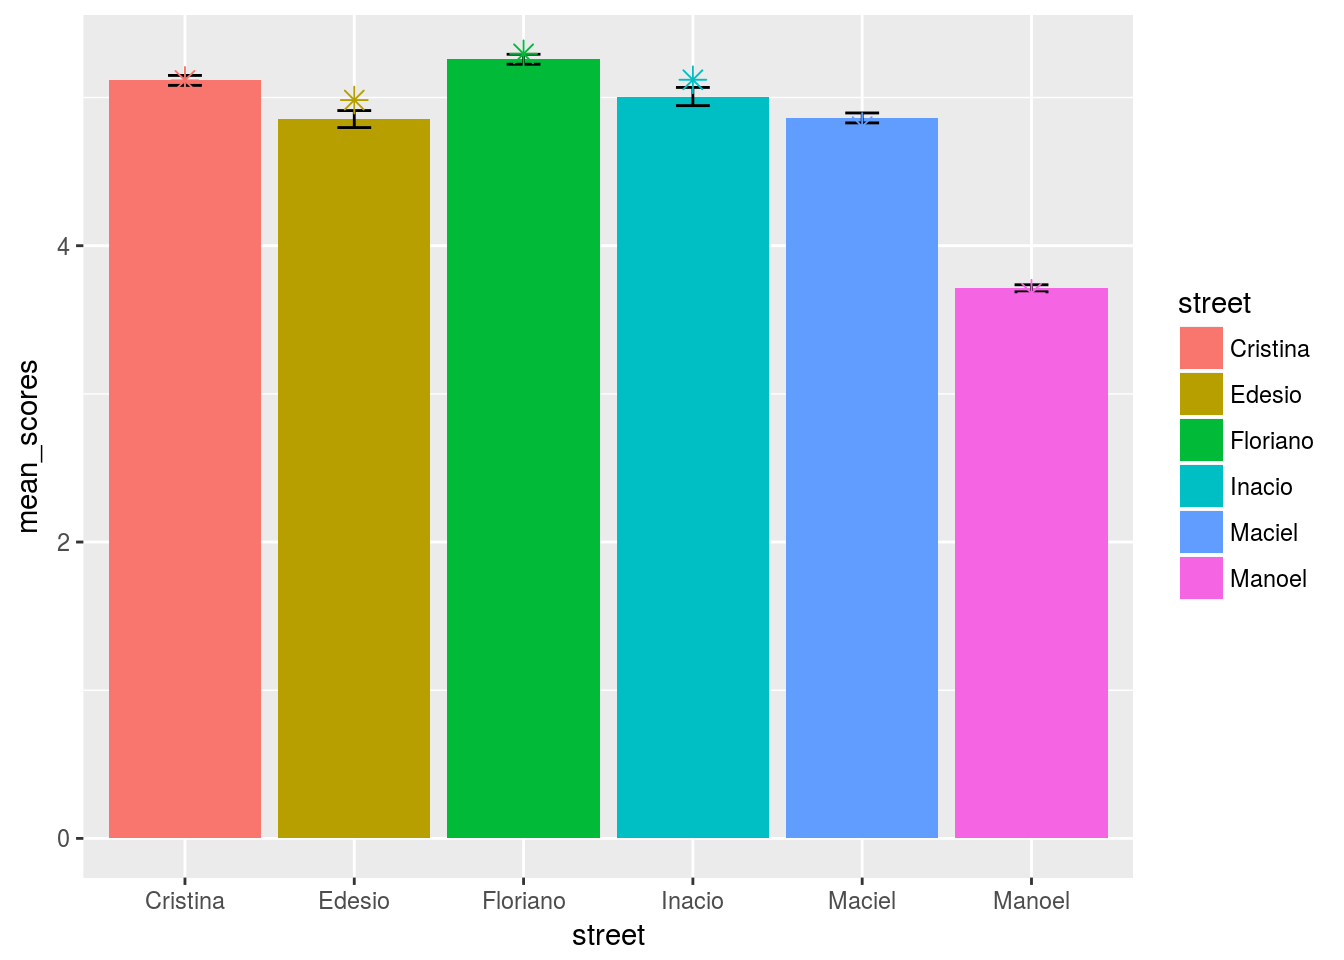 mean_scores
4
2
0
Cristina
Edesio
Floriano
Inacio
Maciel
Manoel
street
street
Cristina
Edesio
Floriano
Inacio
Maciel
Manoel